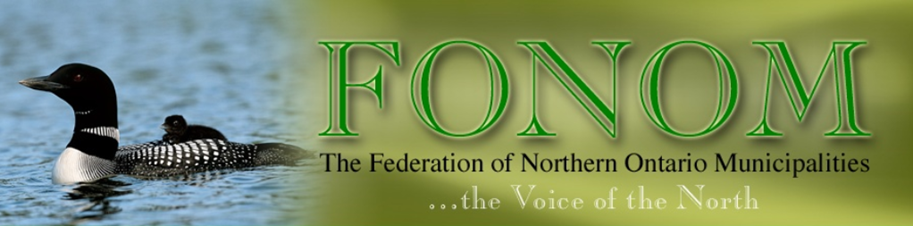 FONOM
The Federation of Northern Ontario Municipalities
...the Voice of the North